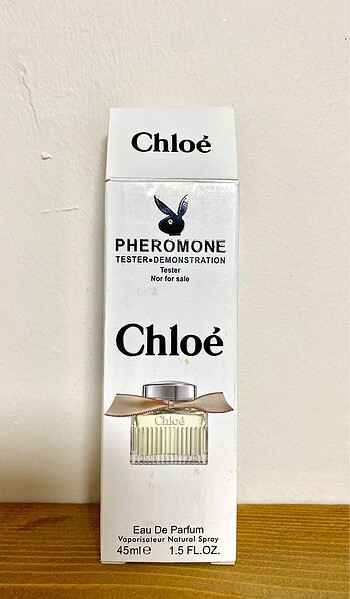 Chloé
PHEROMONE
TESTER●DEMONSTRATION
Tester
Nor for sale
Chloé
Chloé
Eau De Parfum
Vaporisateur Natural Spray
45ml℮ 1.5 FL.OZ.